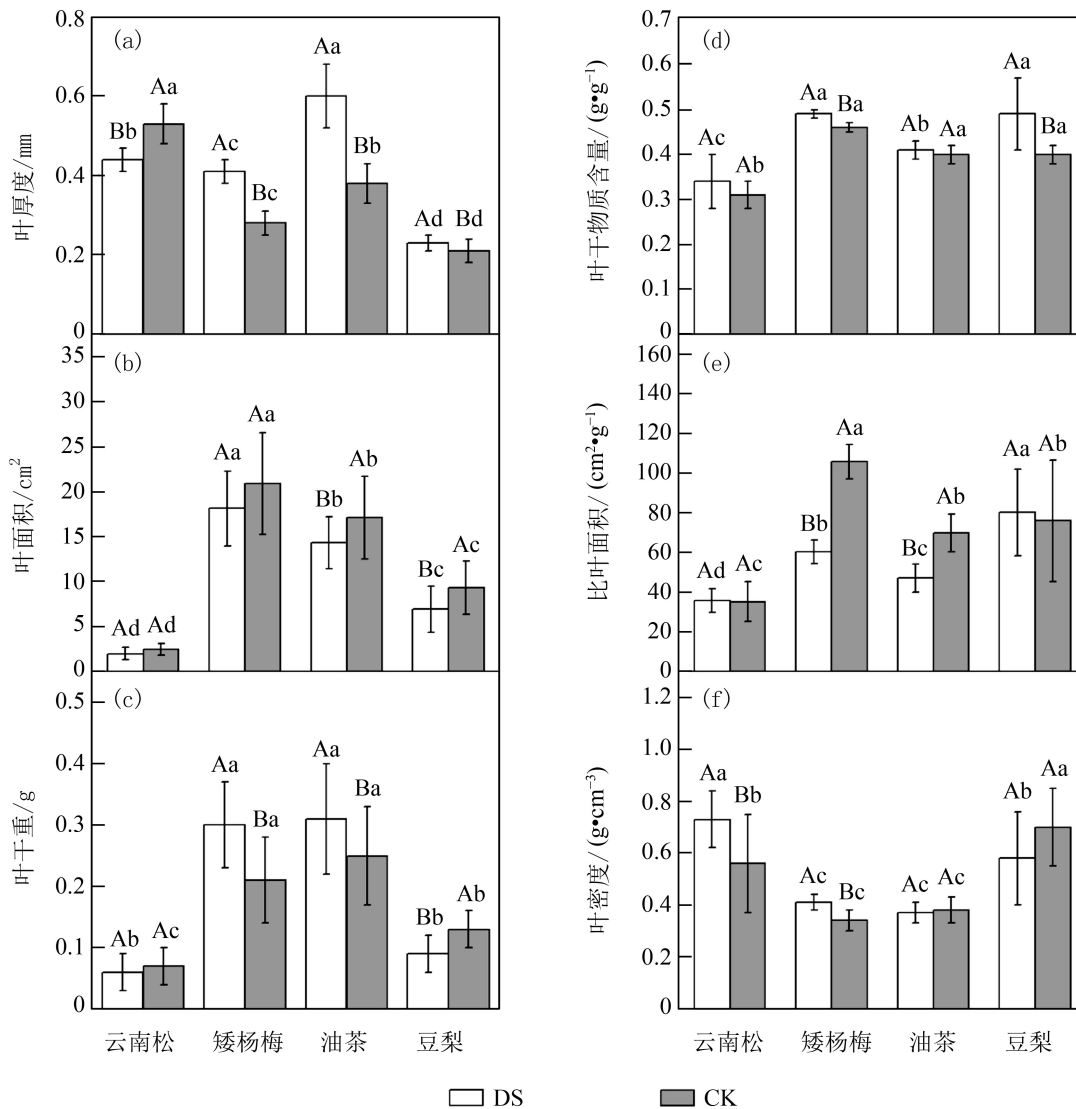 (a)
叶厚度/mm
0.8
0.6
0.4
0.2
0
Bb Aa Ac Bc Aa Bb Ad Bd
(d)
叶干物质含量/(g•g⁻¹)
0.7
0.6
0.5
0.4
0.3
0.2
0.1
0
Ac Ab Aa Ba Ab Aa Aa Ba
(b)
叶面积/cm²
35
30
25
20
15
10
5
0
Ad Ad Aa Aa Bb Ab Bc Ac
(e)
比叶面积/(cm²•g⁻¹)
160
140
120
100
80
60
40
20
0
Ad Ac Bb Aa Bc Ab Aa Ab
(c)
叶干重/g
0.5
0.4
0.3
0.2
0.1
0
Ab Ac Aa Ba Aa Ba Bb Ab
云南松 矮杨梅 油茶 豆梨
(f)
叶密度/(g•cm⁻³)
1.2
1.0
0.8
0.6
0.4
0.2
0
Aa Bb Ac Bc Ac Ac Ab Aa
云南松 矮杨梅 油茶 豆梨
DS CK